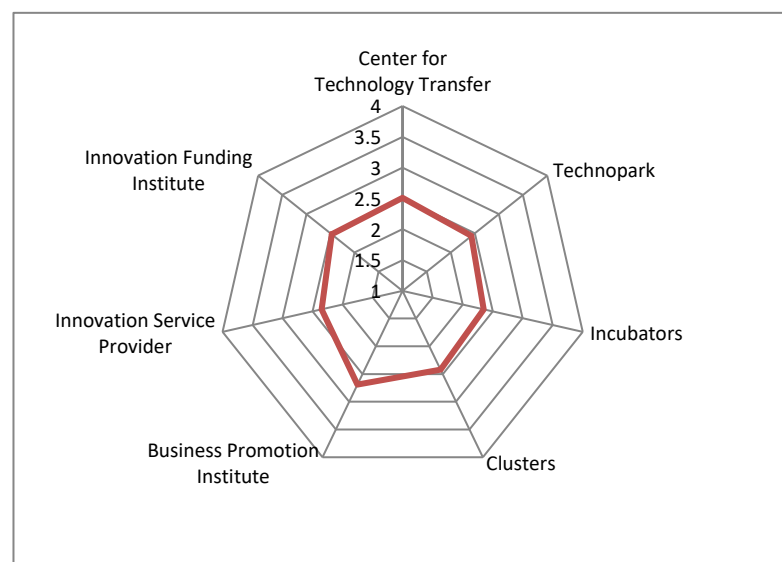 Center for
Technology Transfer
4
3.5
3
2.5
2
1.5
1
Technopark
Incubators
Clusters
Business Promotion
Institute
Innovation Service
Provider
Innovation Funding
Institute